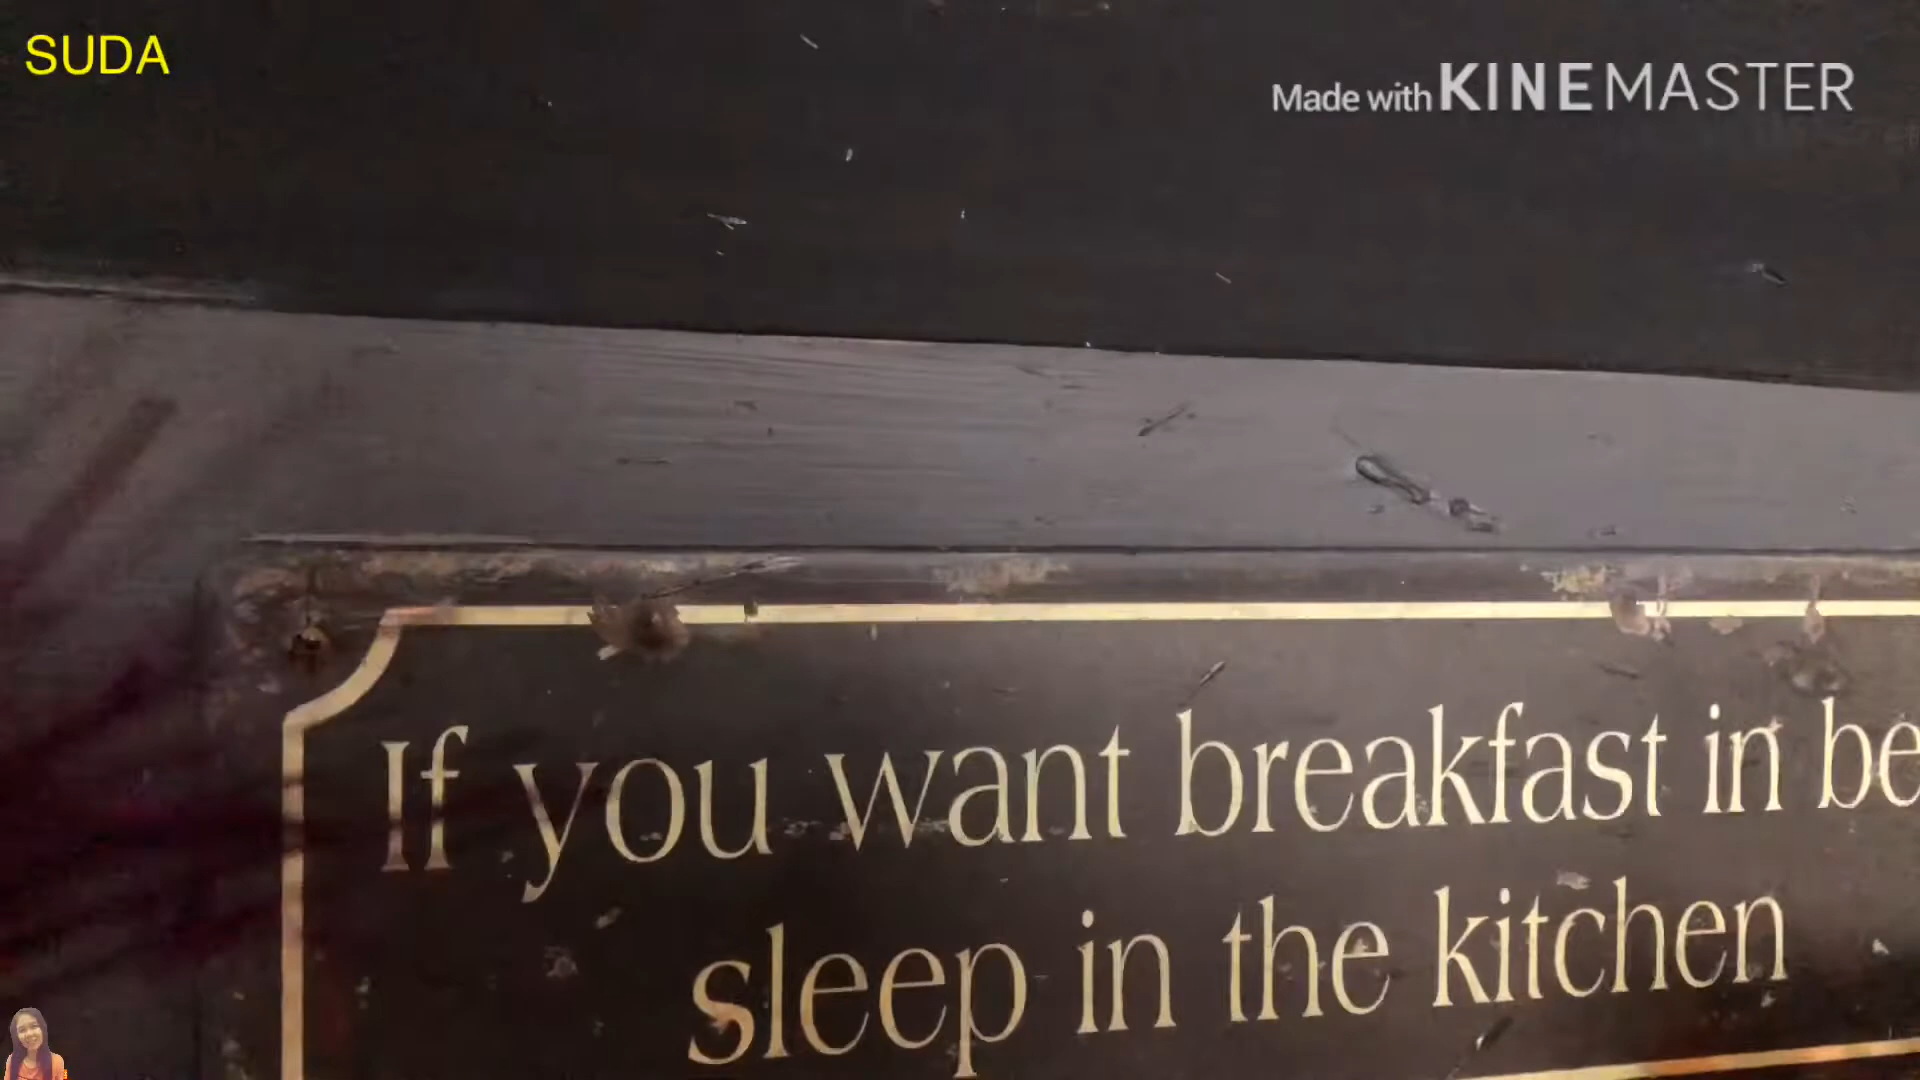 SUDA
Made with KINEMASTER
If you want breakfast in be
sleep in the kitchen